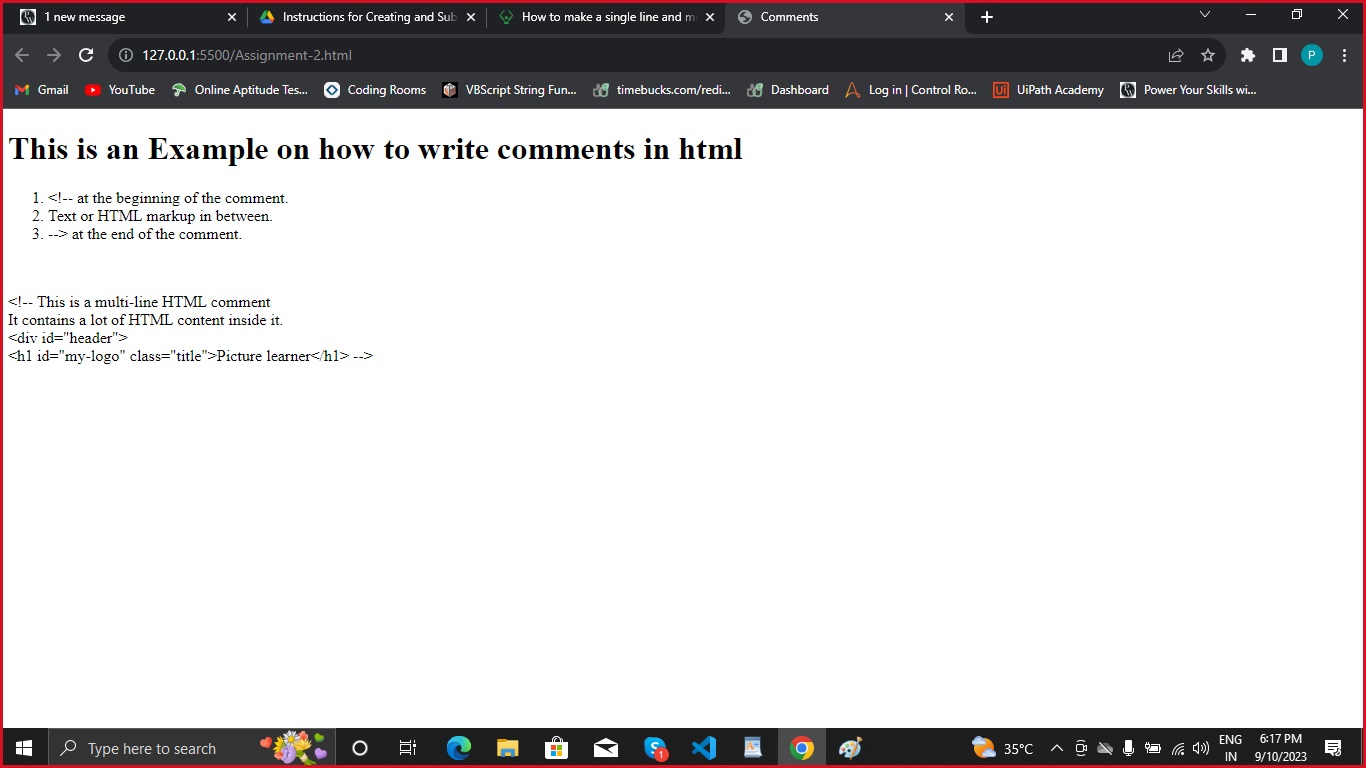 1 new message
Instructions for Creating and Sub
How to make a single line and m
Comments
127.0.0.1:5500/Assignment-2.html
P
Gmail
YouTube
Online Aptitude Tes...
Coding Rooms
VBScript String Fun...
timebucks.com/redi...
Dashboard
Log in | Control Ro...
Ui
UiPath Academy
Power Your Skills wi...
This is an Example on how to write comments in html
1. <!-- at the beginning of the comment.
2. Text or HTML markup in between.
3. --> at the end of the comment.
<!-- This is a multi-line HTML comment
It contains a lot of HTML content inside it.
<div id="header">
<h1 id="my-logo" class="title">Picture learner</h1> -->
Type here to search
S
1
35°C
ENG
IN
6:17 PM
9/10/2023